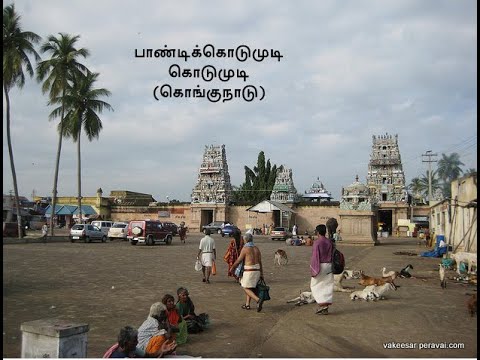 பாண்டிக்கொடுமுடி
கொடுமுடி
(கொங்குநாடு)
vakeesar peravai.com